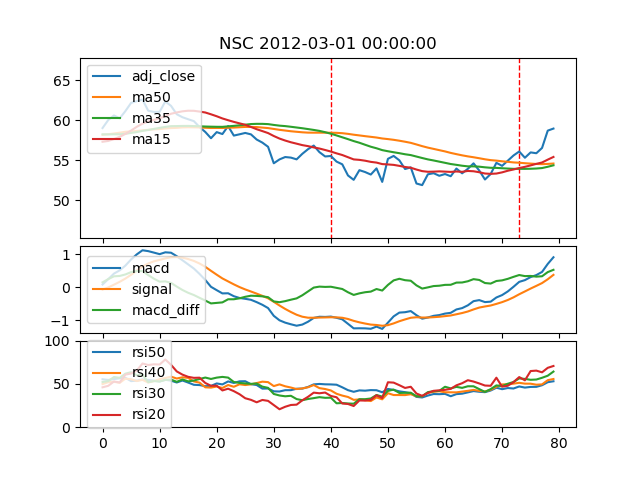 NSC 2012-03-01 00:00:00
65
60
55
50
adj_close
ma50
ma35
ma15
1
0
−1
macd
signal
macd_diff
100
50
0
rsi50
rsi40
rsi30
rsi20
0 10 20 30 40 50 60 70 80